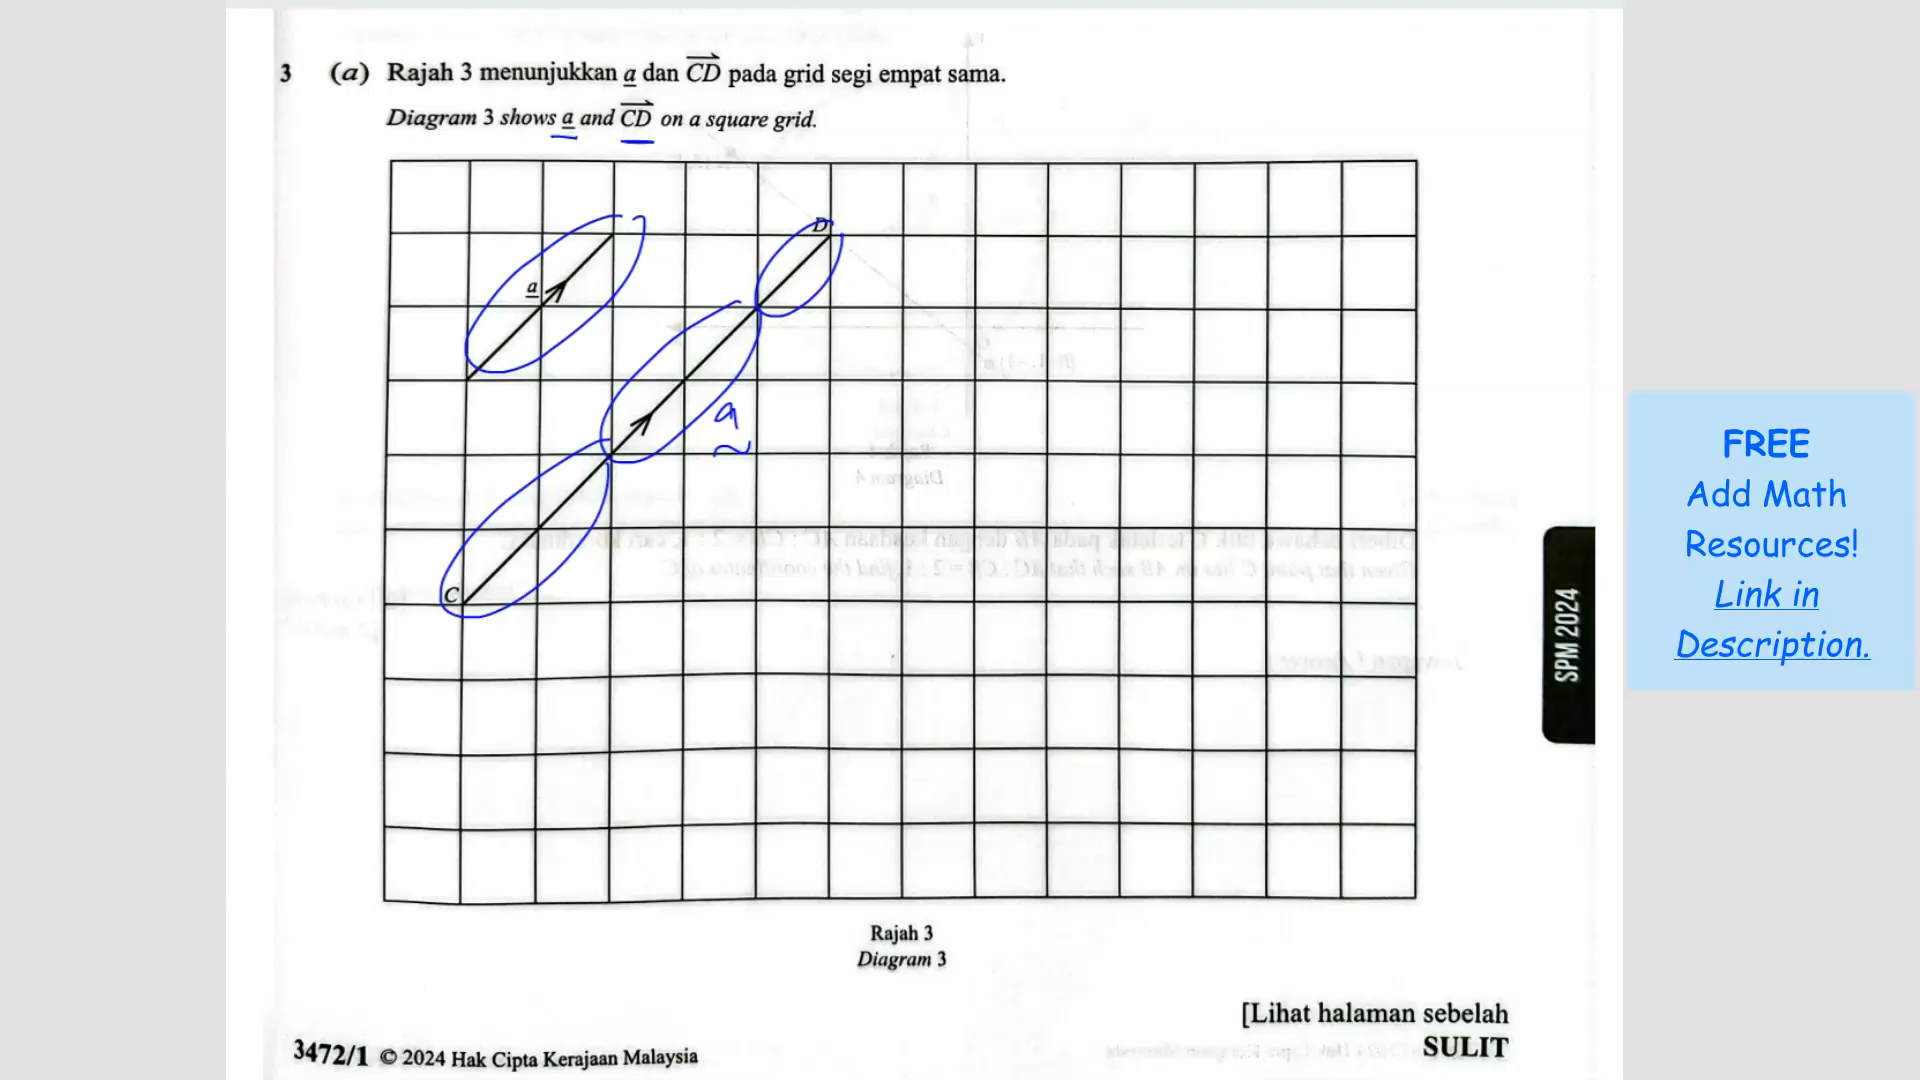 3 (a) Rajah 3 menunjukkan a dan CD pada grid segi empat sama.
Diagram 3 shows a and CD on a square grid.
D
a
a
C
Rajah 3
Diagram 3
[Lihat halaman sebelah
3472/1 © 2024 Hak Cipta Kerajaan Malaysia
SULIT
SPM 2024
FREE
Add Math
Resources!
Link in
Description.